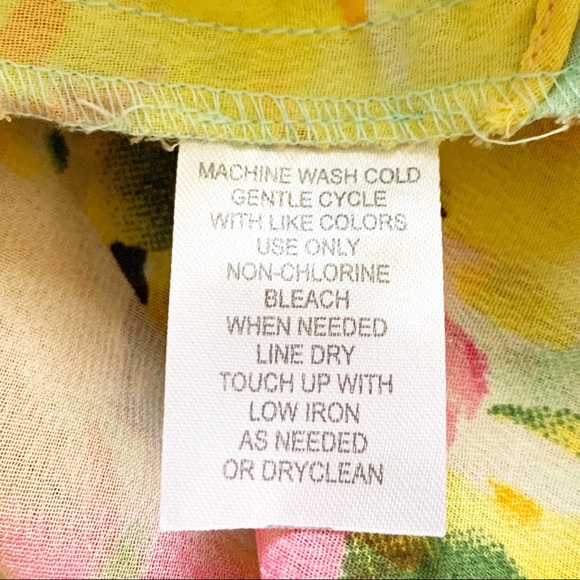 MACHINE WASH COLD
GENTLE CYCLE
WITH LIKE COLORS
USE ONLY
NON-CHLORINE
BLEACH
WHEN NEEDED
LINE DRY
TOUCH UP WITH
LOW IRON
AS NEEDED
OR DRYCLEAN